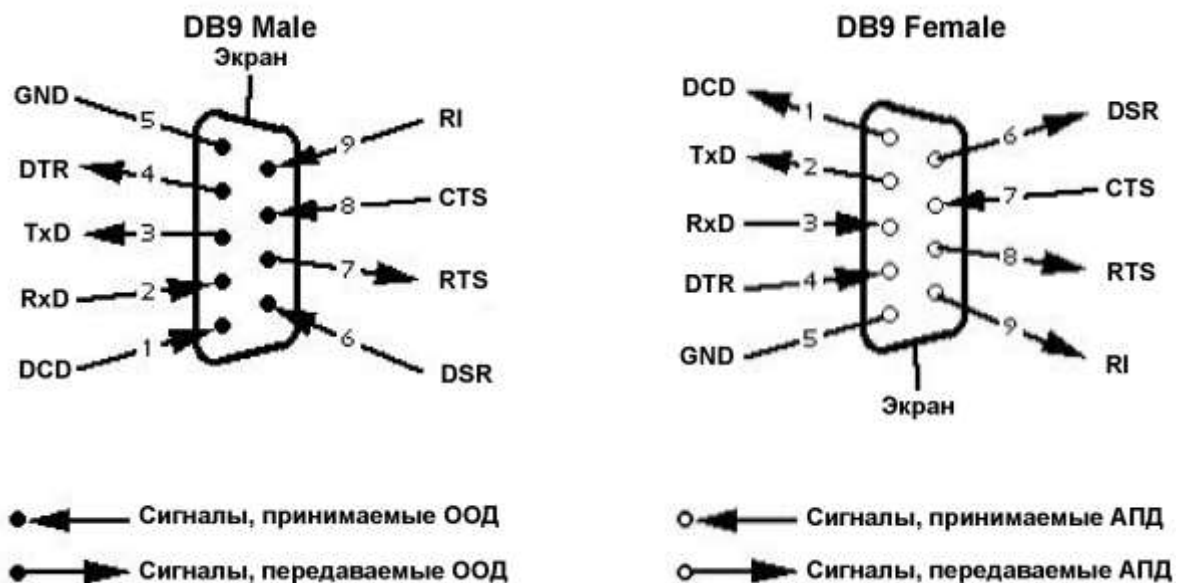 DB9 Male
Экран
GND
5
DTR
4
TxD
3
RxD
2
DCD
1
9
RI
8
CTS
7
RTS
6
DSR
DB9 Female
DCD
1
TxD
2
RxD
3
DTR
4
GND
5
6
DSR
7
CTS
8
RTS
9
RI
Экран
Сигналы, принимаемые ООД
Сигналы, передаваемые ООД
Сигналы, принимаемые АПД
Сигналы, передаваемые АПД